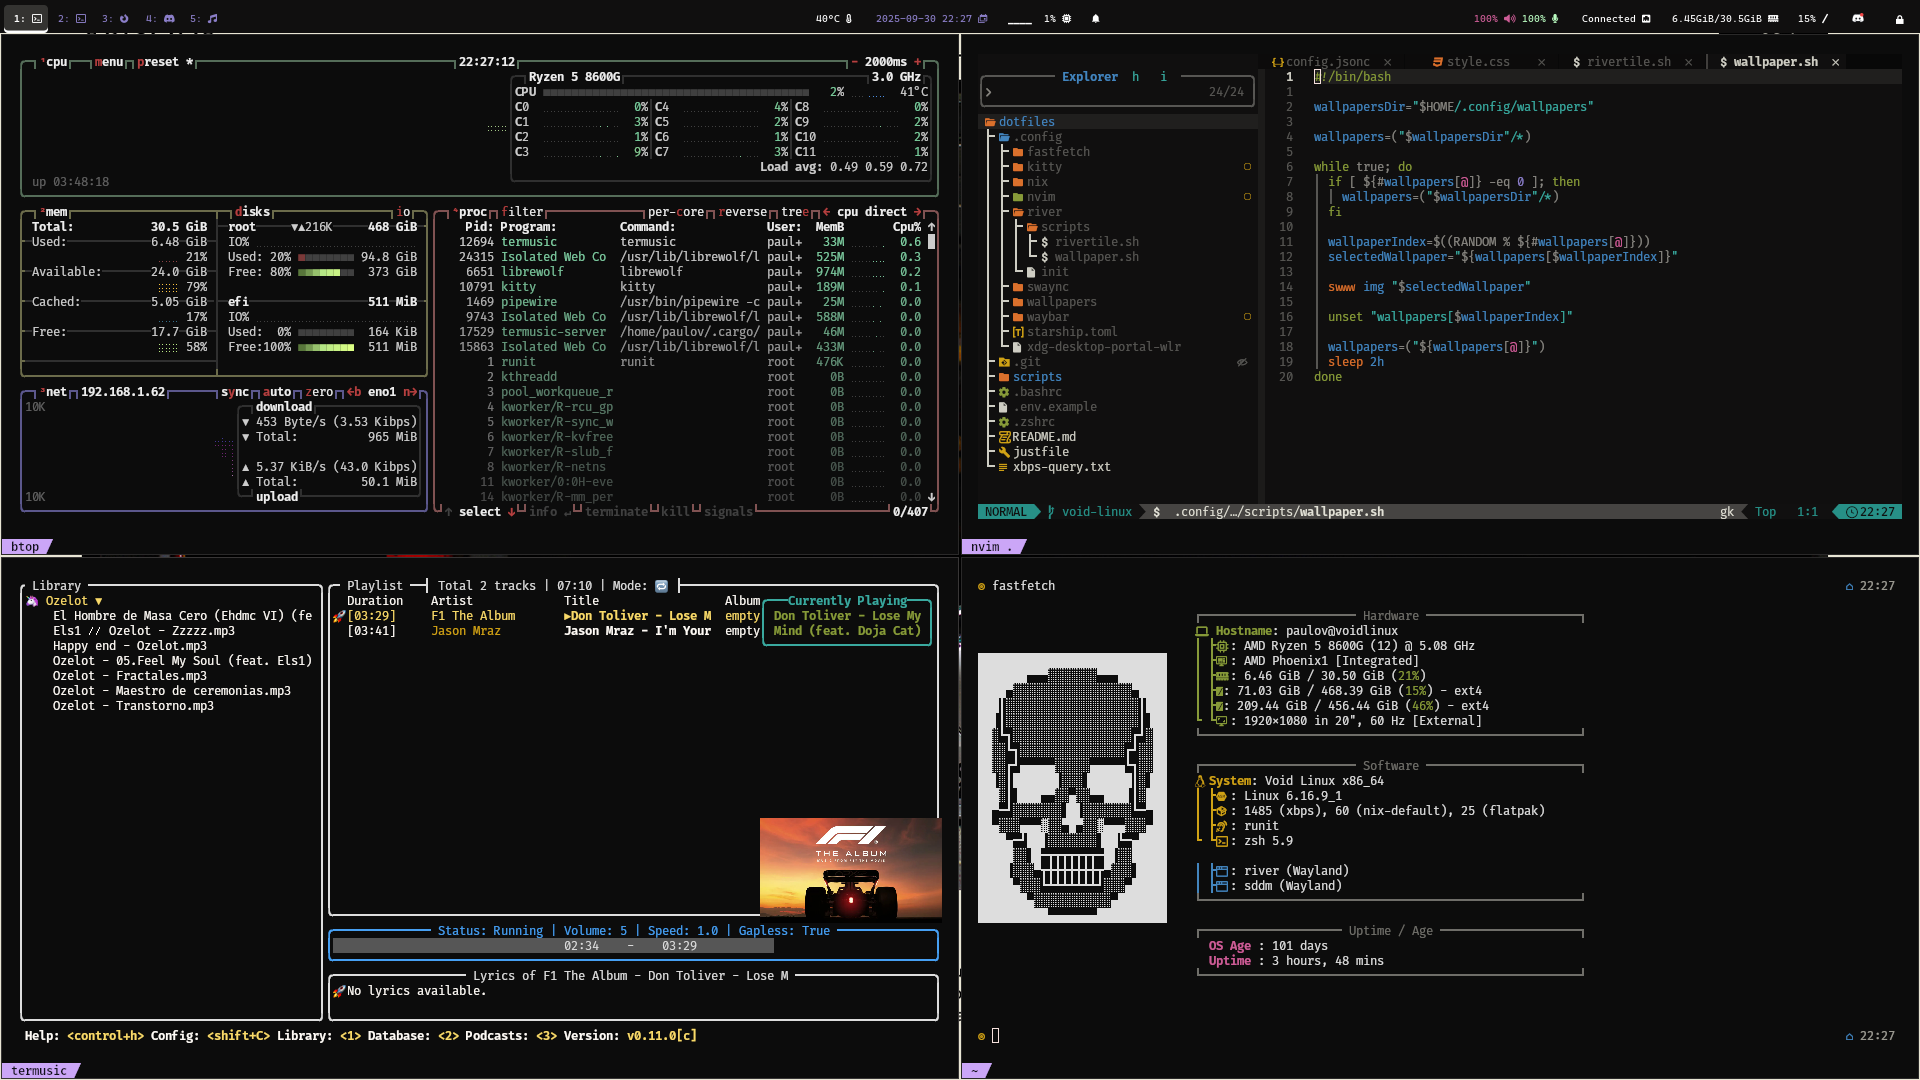 1: 2: 3: 4: 5: 40°C 2025-09-30 22:27 1% 100% 100% Connected 6.45GiB/30.5GiB 15%
¹cpu menu preset * 22:27:12 - 2000ms +
Ryzen 5 8600G 3.0 GHz
CPU 2% 41°C
C0 0% C4 4% C8 0%
C1 3% C5 2% C9 2%
C2 1% C6 1% C10 2%
C3 9% C7 3% C11 1%
Load avg: 0.49 0.59 0.72
up 03:48:18
²mem disks io
Total: 30.5 GiB
Used: 6.48 GiB
21%
Available: 24.0 GiB
79%
Cached: 5.05 GiB
17%
Free: 17.7 GiB
58%
root ▼▲216K 468 GiB
IO%
Used: 20% 94.8 GiB
Free: 80% 373 GiB
efi 511 MiB
IO%
Used: 0% 164 KiB
Free:100% 511 MiB
³net 192.168.1.62 sync auto zero <b eno1 n>
10K
download
▼ 453 Byte/s (3.53 Kibps)
▼ Total: 965 MiB
▲ 5.37 KiB/s (43.0 Kibps)
▲ Total: 50.1 MiB
10K
upload
⁴proc filter per-core reverse tree ← cpu direct →
Pid: Program: Command: User: MemB Cpu% ↑
12694 termusic termusic paul+ 33M 0.6
24315 Isolated Web Co /usr/lib/librewolf/l paul+ 525M 0.3
6651 librewolf librewolf paul+ 974M 0.2
10791 kitty kitty paul+ 189M 0.1
1469 pipewire /usr/bin/pipewire -c paul+ 25M 0.0
9743 Isolated Web Co /usr/lib/librewolf/l paul+ 588M 0.0
17529 termusic-server /home/paulov/.cargo/ paul+ 46M 0.0
15863 Isolated Web Co /usr/lib/librewolf/l paul+ 433M 0.0
1 runit runit root 476K 0.0
2 kthreadd root 0B 0.0
3 pool_workqueue_r root 0B 0.0
4 kworker/R-rcu_gp root 0B 0.0
5 kworker/R-sync_w root 0B 0.0
6 kworker/R-kvfree root 0B 0.0
7 kworker/R-slub_f root 0B 0.0
8 kworker/R-netns root 0B 0.0
11 kworker/0:0H-eve root 0B 0.0
14 kworker/R-mm_per root 0B 0.0 ↓
↑ select ↓ info ↵ terminate kill signals 0/407
btop
Explorer h i
> 24/24
dotfiles
.config
fastfetch
kitty
nix
nvim
river
scripts
$ rivertile.sh
$ wallpaper.sh
init
swaync
wallpapers
waybar
starship.toml
xdg-desktop-portal-wlr
.git
scripts
.bashrc
.env.example
.zshrc
README.md
justfile
xbps-query.txt
config.jsonc × style.css × $ rivertile.sh × $ wallpaper.sh ×
1 #!/bin/bash
1
2 wallpapersDir="$HOME/.config/wallpapers"
3
4 wallpapers=("$wallpapersDir"/*)
5
6 while true; do
7 if [ ${#wallpapers[@]} -eq 0 ]; then
8 wallpapers=("$wallpapersDir"/*)
9 fi
10
11 wallpaperIndex=$((RANDOM % ${#wallpapers[@]}))
12 selectedWallpaper="${wallpapers[$wallpaperIndex]}"
13
14 swww img "$selectedWallpaper"
15
16 unset "wallpapers[$wallpaperIndex]"
17
18 wallpapers=("${wallpapers[@]}")
19 sleep 2h
20 done
NORMAL void-linux $ .config/…/scripts/wallpaper.sh gk Top 1:1 22:27
nvim .
Library
Ozelot ▼
El Hombre de Masa Cero (Ehdmc VI) (fe
Els1 // Ozelot - Zzzzz.mp3
Happy end - Ozelot.mp3
Ozelot - 05.Feel My Soul (feat. Els1)
Ozelot - Fractales.mp3
Ozelot - Maestro de ceremonias.mp3
Ozelot - Transtorno.mp3
Playlist Total 2 tracks | 07:10 | Mode: 🔁
Duration Artist Title Album
🚀[03:29] F1 The Album ▶Don Toliver - Lose M empty
[03:41] Jason Mraz Jason Mraz - I'm Your empty
Currently Playing
Don Toliver - Lose My
Mind (feat. Doja Cat)
F1
THE ALBUM
Status: Running | Volume: 5 | Speed: 1.0 | Gapless: True
02:34 - 03:29
Lyrics of F1 The Album - Don Toliver - Lose M
🚀No lyrics available.
Help: <control+h> Config: <shift+C> Library: <1> Database: <2> Podcasts: <3> Version: v0.11.0[c]
termusic
fastfetch 22:27
Hardware
Hostname: paulov@voidlinux
: AMD Ryzen 5 8600G (12) @ 5.08 GHz
: AMD Phoenix1 [Integrated]
: 6.46 GiB / 30.50 GiB (21%)
: 71.03 GiB / 468.39 GiB (15%) - ext4
: 209.44 GiB / 456.44 GiB (46%) - ext4
: 1920×1080 in 20", 60 Hz [External]
Software
System: Void Linux x86_64
: Linux 6.16.9_1
: 1485 (xbps), 60 (nix-default), 25 (flatpak)
: runit
: zsh 5.9
: river (Wayland)
: sddm (Wayland)
Uptime / Age
OS Age : 101 days
Uptime : 3 hours, 48 mins
22:27
~